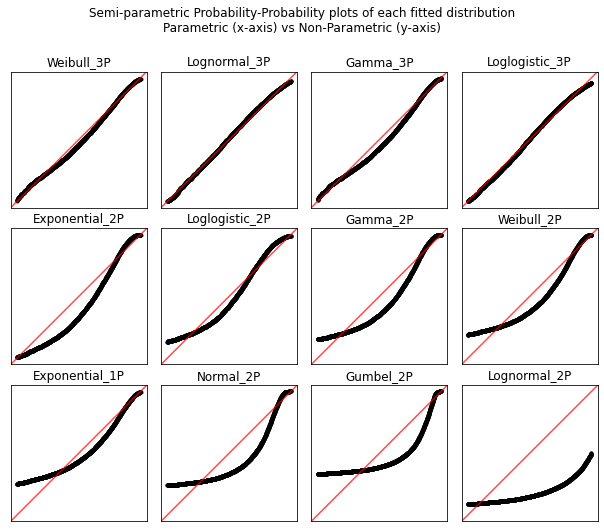 Semi-parametric Probability-Probability plots of each fitted distribution
Parametric (x-axis) vs Non-Parametric (y-axis)
Weibull_3P
Lognormal_3P
Gamma_3P
Loglogistic_3P
Exponential_2P
Loglogistic_2P
Gamma_2P
Weibull_2P
Exponential_1P
Normal_2P
Gumbel_2P
Lognormal_2P